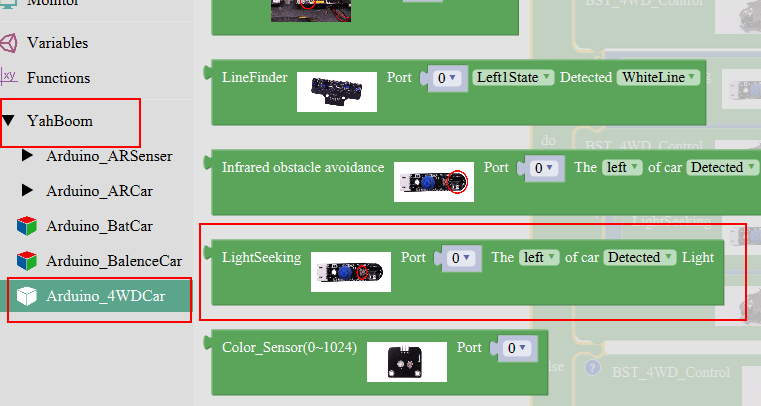 Monitor
BST_4WD_Control
Variables
xy Functions
LineFinder Port 0 Left1State Detected WhiteLine
YahBoom
do BST_4WD_Control
Arduino_ARSenser
Infrared obstacle avoidance Port 0 The left of car Detected
Arduino_ARCar
Arduino_BatCar
LightSeeking
Arduino_BalenceCar
LightSeeking Port 0 The left of car Detected Light
Arduino_4WDCar
Color_Sensor(0~1024) Port 0
else ? BST_4WD_Control